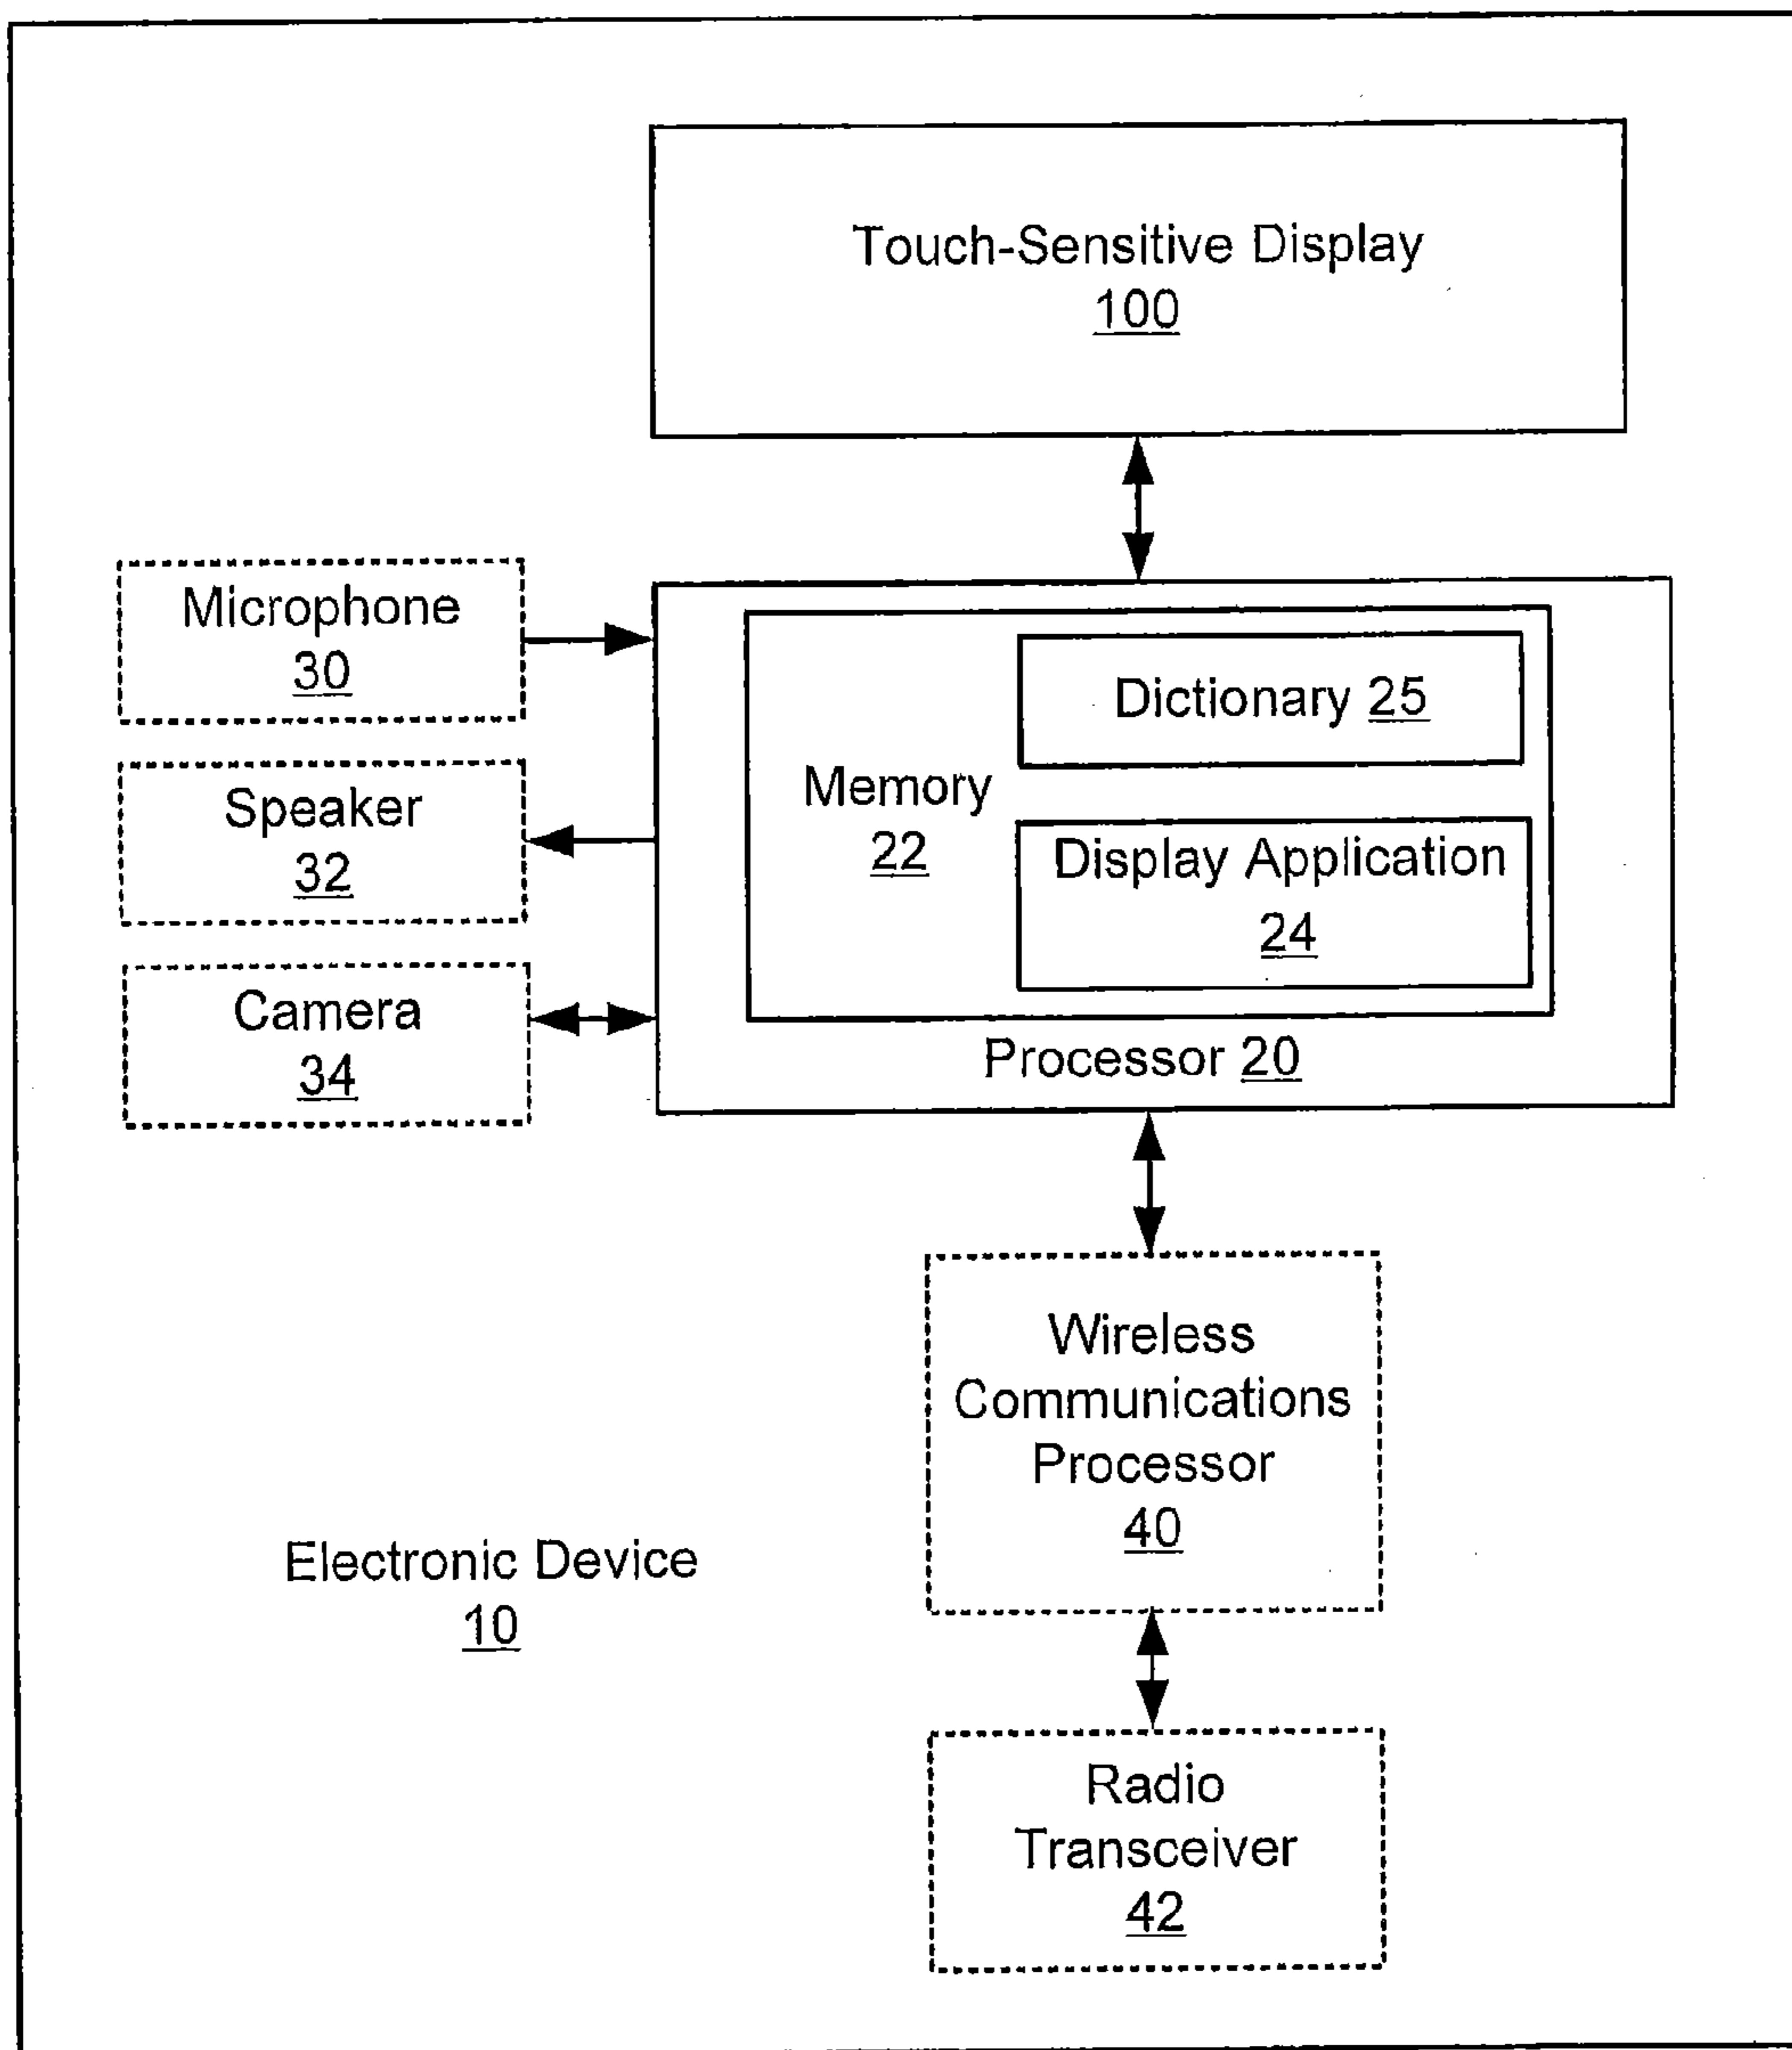 Touch-Sensitive Display
100
Microphone
30
Dictionary 25
Memory
22
Speaker
32
Display Application
24
Camera
34
Processor 20
Wireless
Communications
Processor
40
Electronic Device
10
Radio
Transceiver
42